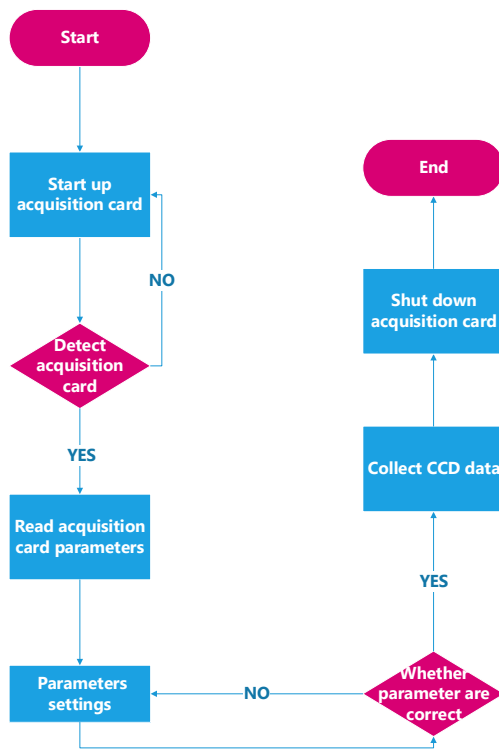 Start
Start up
acquisition card
NO
Detect
acquisition
card
YES
Read acquisition
card parameters
Parameters
settings
NO
Whether
parameter are
correct
YES
Collect CCD data
Shut down
acquisition card
End